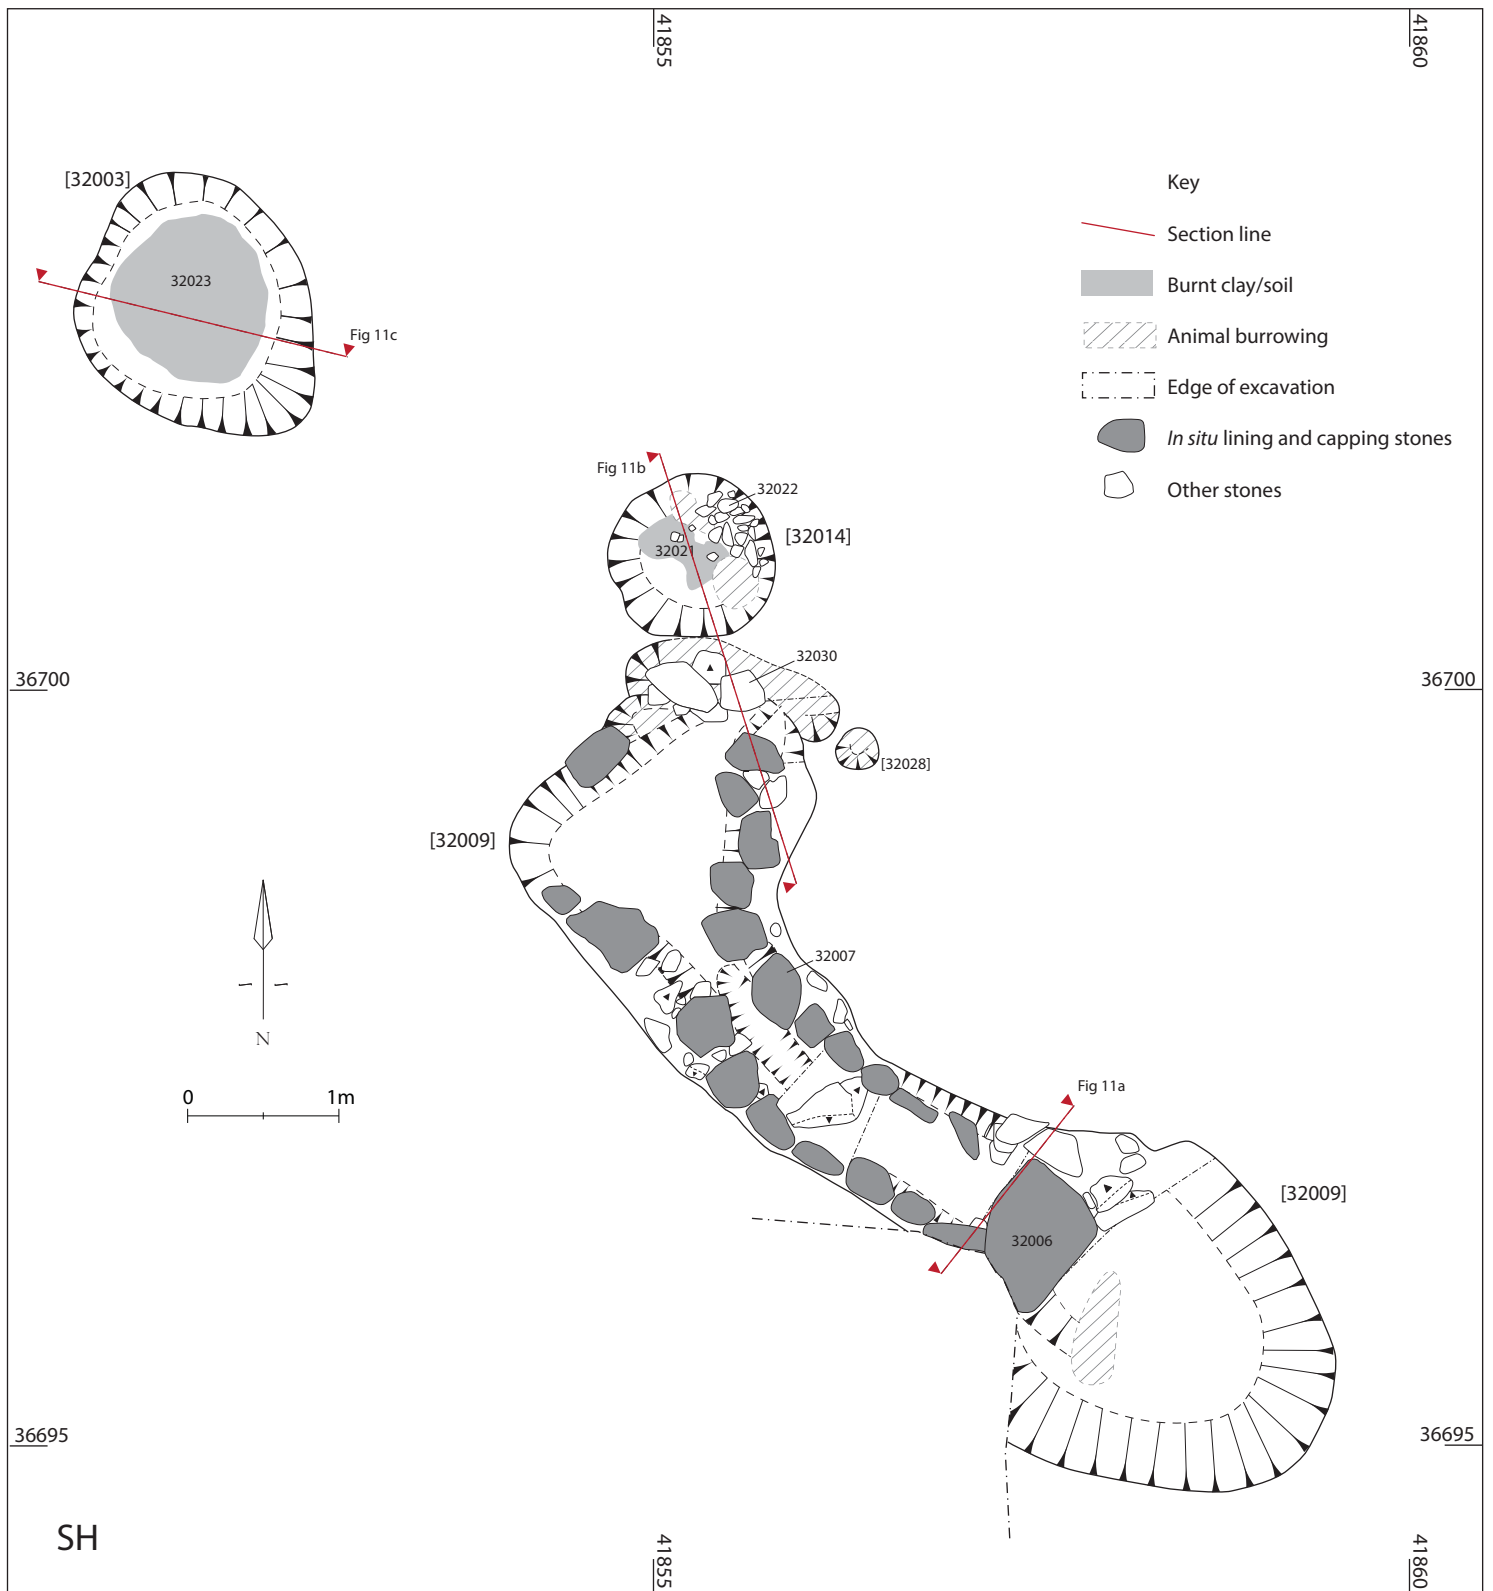 41855
41860
[32003]
Key
Section line
32023
Burnt clay/soil
Fig 11c
Animal burrowing
Edge of excavation
In situ lining and capping stones
Fig 11b
32022
Other stones
[32014]
32021
32030
36700
36700
[32028]
[32009]
32007
N
0 1m
Fig 11a
[32009]
32006
36695
36695
SH
41855
41860